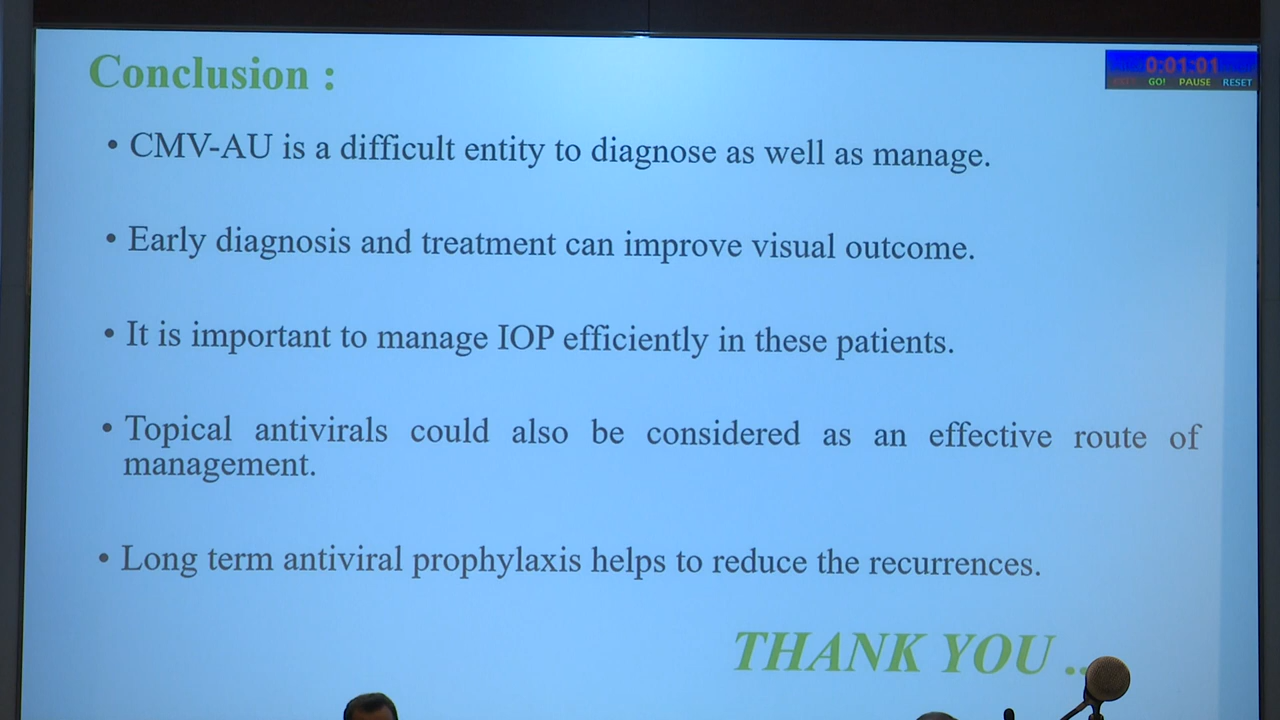 Conclusion :
0:01:01
GO! PAUSE RESET
• CMV-AU is a difficult entity to diagnose as well as manage.
• Early diagnosis and treatment can improve visual outcome.
• It is important to manage IOP efficiently in these patients.
• Topical antivirals could also be considered as an effective route of
management.
• Long term antiviral prophylaxis helps to reduce the recurrences.
THANK YOU ..